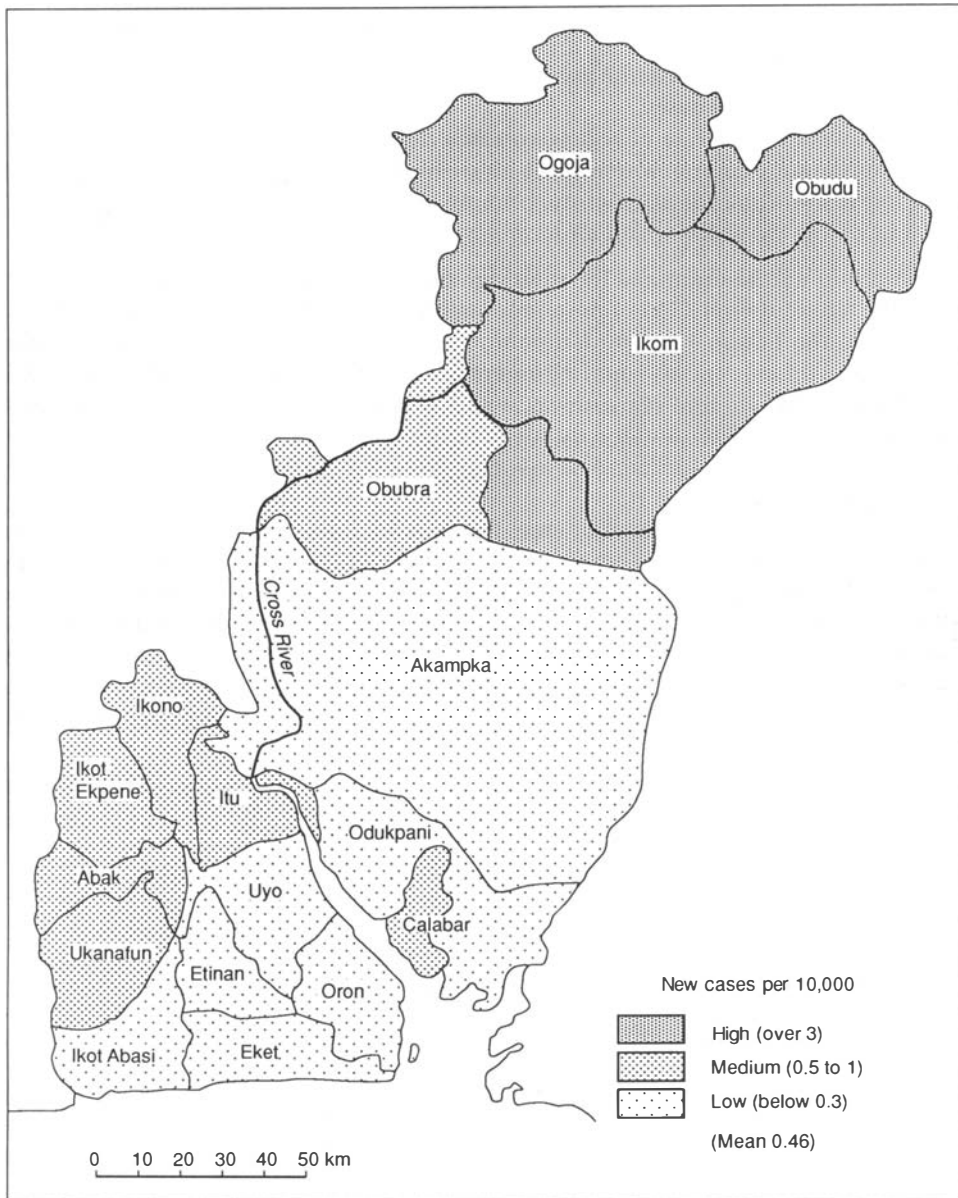 Ogoja
Obudu
Ikom
Obubra
Cross River
Akampka
Ikono
Ikot
Ekpene
Itu
Odukpani
Abak
Uyo
Calabar
Ukanafun
Etinan
Oron
Ikot Abasi
Eket
New cases per 10,000
High (over 3)
Medium (0.5 to 1)
Low (below 0.3)
(Mean 0.46)
0 10 20 30 40 50 km